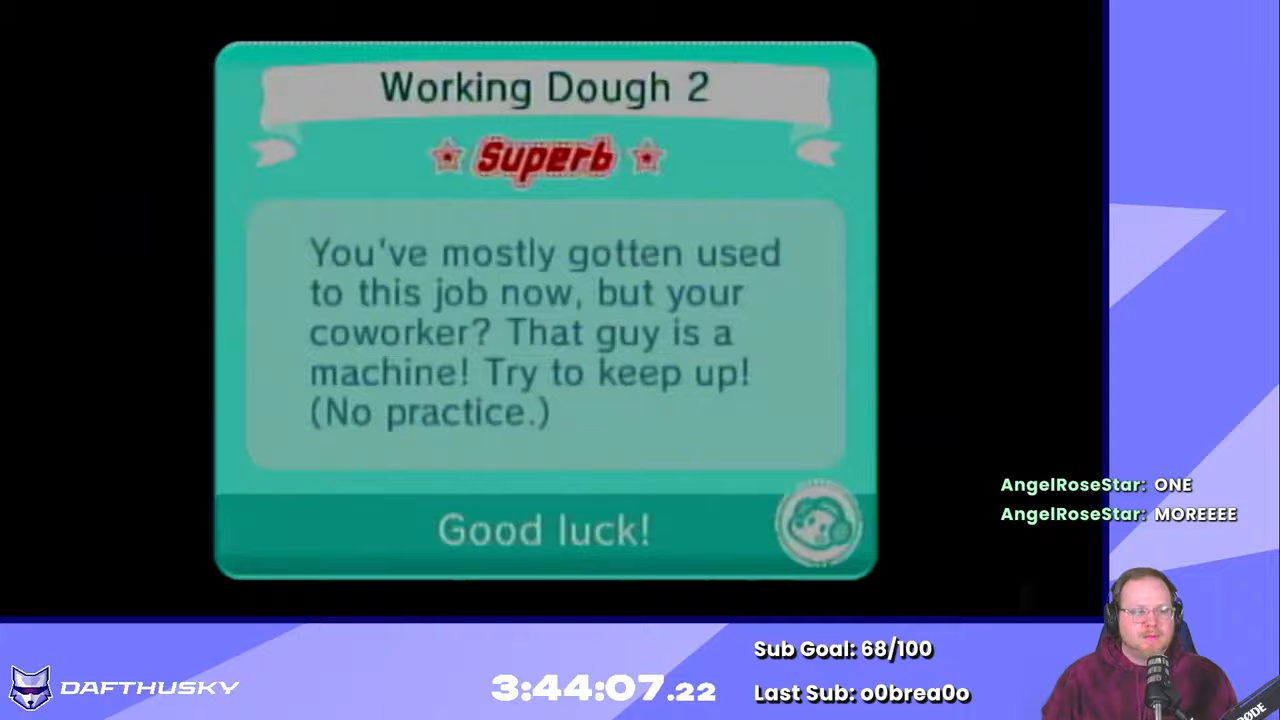 Working Dough 2
Superb
You've mostly gotten used
to this job now, but your
coworker? That guy is a
machine! Try to keep up!
(No practice.)
Good luck!
AngelRoseStar: ONE
AngelRoseStar: MOREEEE
DAFTHUSKY
3:44:07.22
Sub Goal: 68/100
Last Sub: o0brea0o